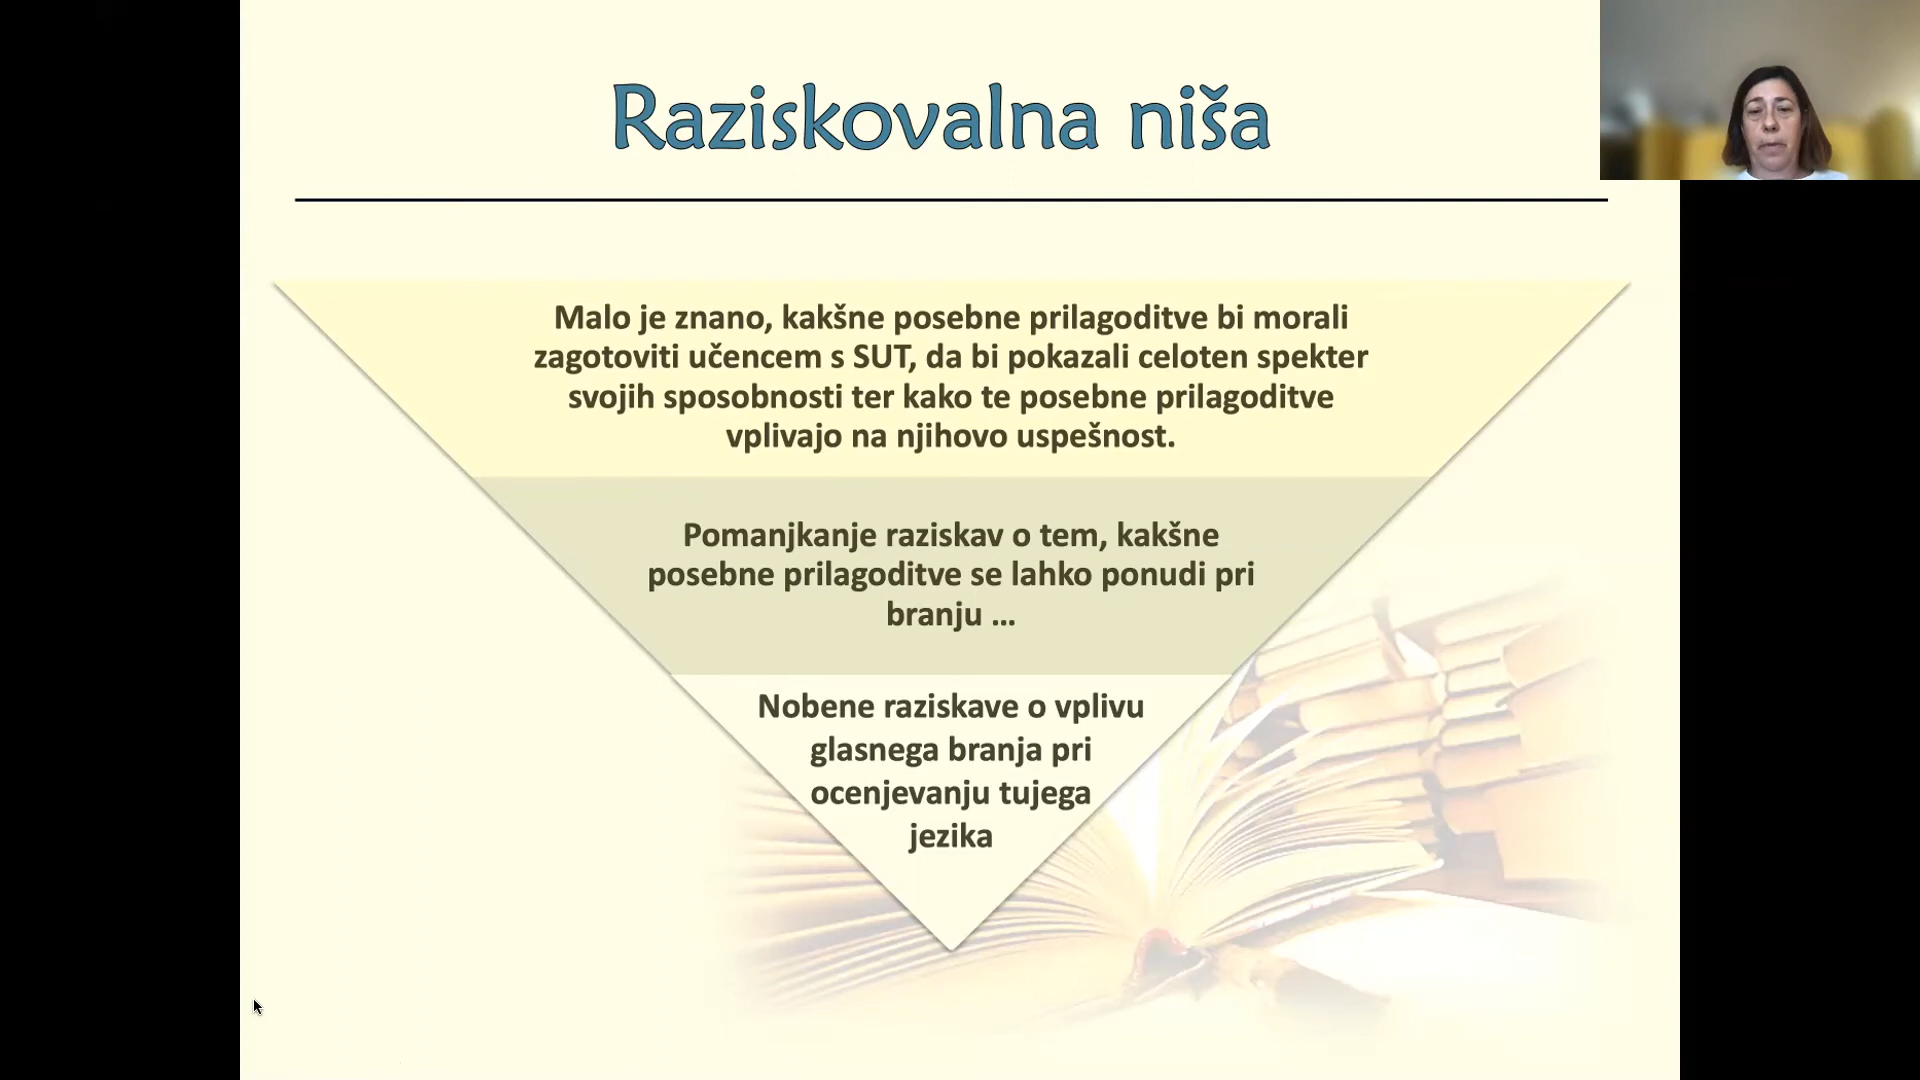 Raziskovalna niša
Malo je znano, kakšne posebne prilagoditve bi morali
zagotoviti učencem s SUT, da bi pokazali celoten spekter
svojih sposobnosti ter kako te posebne prilagoditve
vplivajo na njihovo uspešnost.
Pomanjkanje raziskav o tem, kakšne
posebne prilagoditve se lahko ponudi pri
branju ...
Nobene raziskave o vplivu
glasnega branja pri
ocenjevanju tujega
jezika